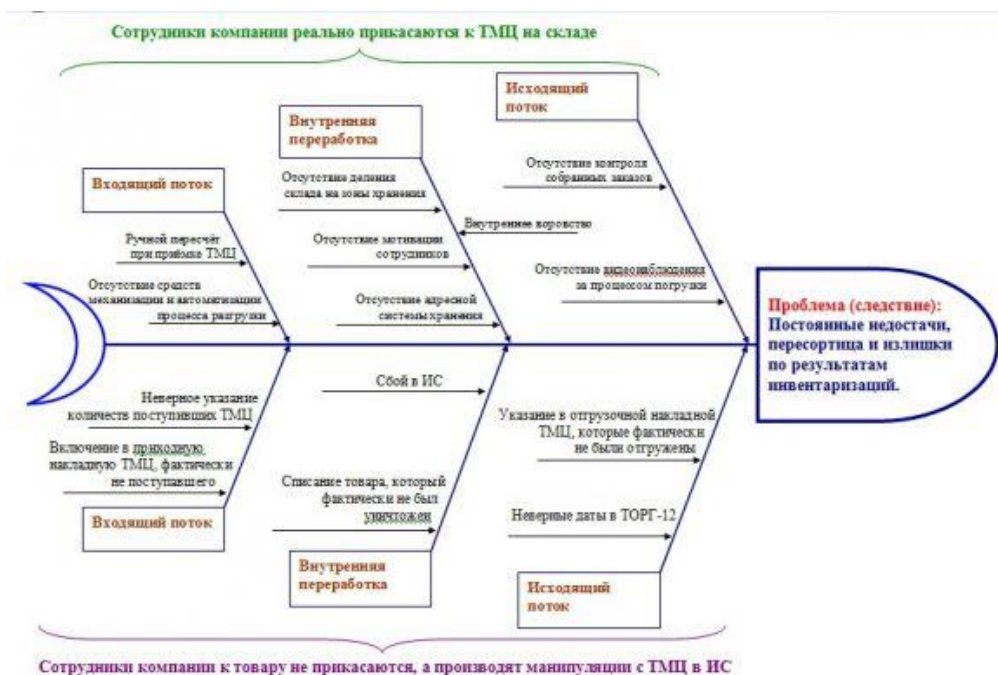 Сотрудники компании реально прикасаются к ТМЦ на складе
Исходящий
поток
Внутренняя
переработка
Входящий поток
Отсутствие контроля
собранных заказов
Отсутствие деления
склада на зоны хранения
Внутреннее воровство
Ручной пересчёт
при приёмке ТМЦ
Отсутствие мотивации
сотрудников
Отсутствие видеонаблюдения
за процессом погрузки
Отсутствие средств
механизации и автоматизации
процесса разгрузки
Отсутствие адресной
системы хранения
Проблема (следствие):
Постоянные недостачи,
пересортица и излишки
по результатам
инвентаризаций.
Сбой в ИС
Неверное указание
количеств поступивших ТМЦ
Указание в отгрузочной накладной
ТМЦ, которые фактически
не были отгружены
Включение в приходную
накладную ТМЦ, фактически
не поступавшего
Списание товара, который
фактически не был
уничтожен
Неверные даты в ТОРГ-12
Входящий поток
Внутренняя
переработка
Исходящий
поток
Сотрудники компании к товару не прикасаются, а производят манипуляции с ТМЦ в ИС